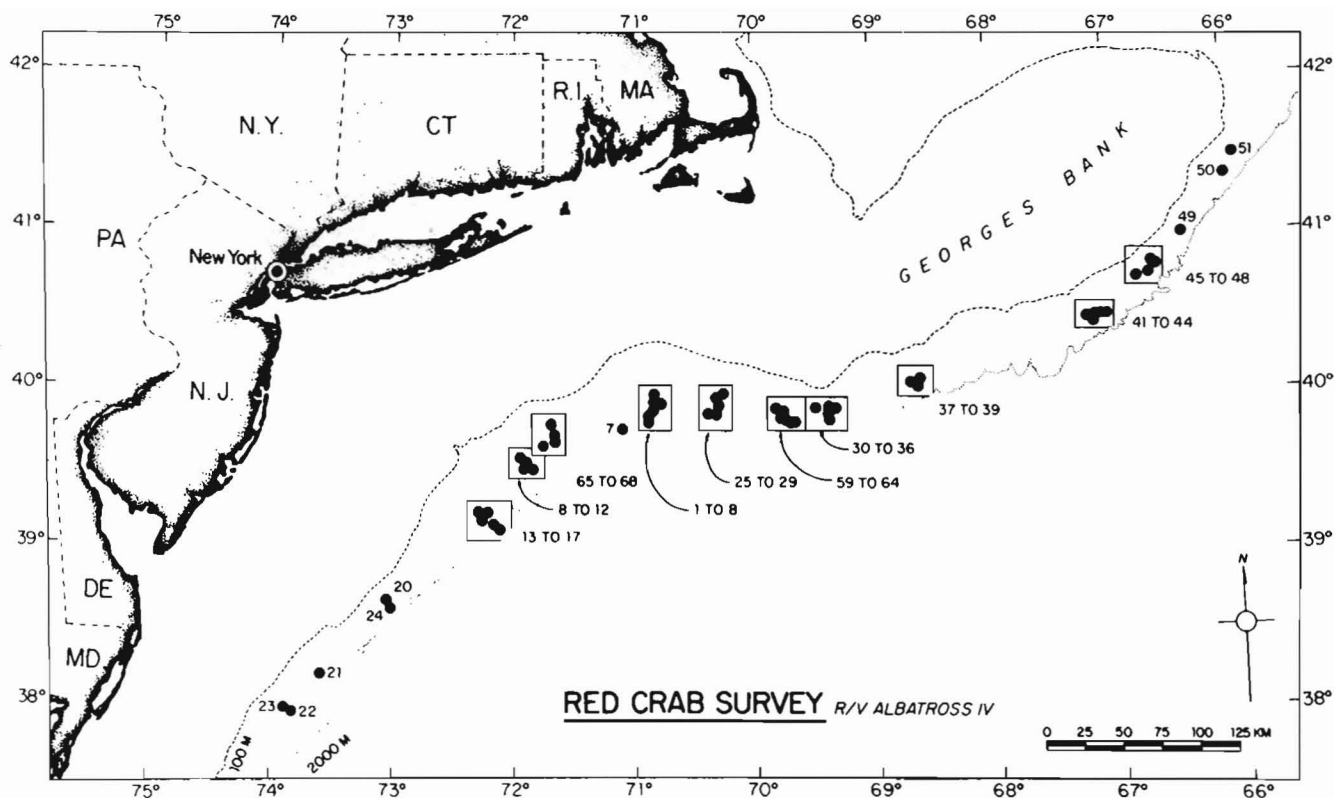 75° 74° 73° 72° 71° 70° 69° 68° 67° 66°
42° 42°
N.Y. CT R.I. MA
GEORGES BANK
51
50
41° 41°
PA
49
New York
45 TO 48
41 TO 44
40° 40°
N.J.
37 TO 39
7
30 TO 36
65 TO 68 25 TO 29 59 TO 64
8 TO 12 1 TO 8
13 TO 17
39° 39°
DE
20
24
N
MD
21
38° 38°
23 22
RED CRAB SURVEY R/V ALBATROSS IV
100 M 2000 M
0 25 50 75 100 125 KM
75° 74° 73° 72° 71° 70° 69° 68° 67° 66°